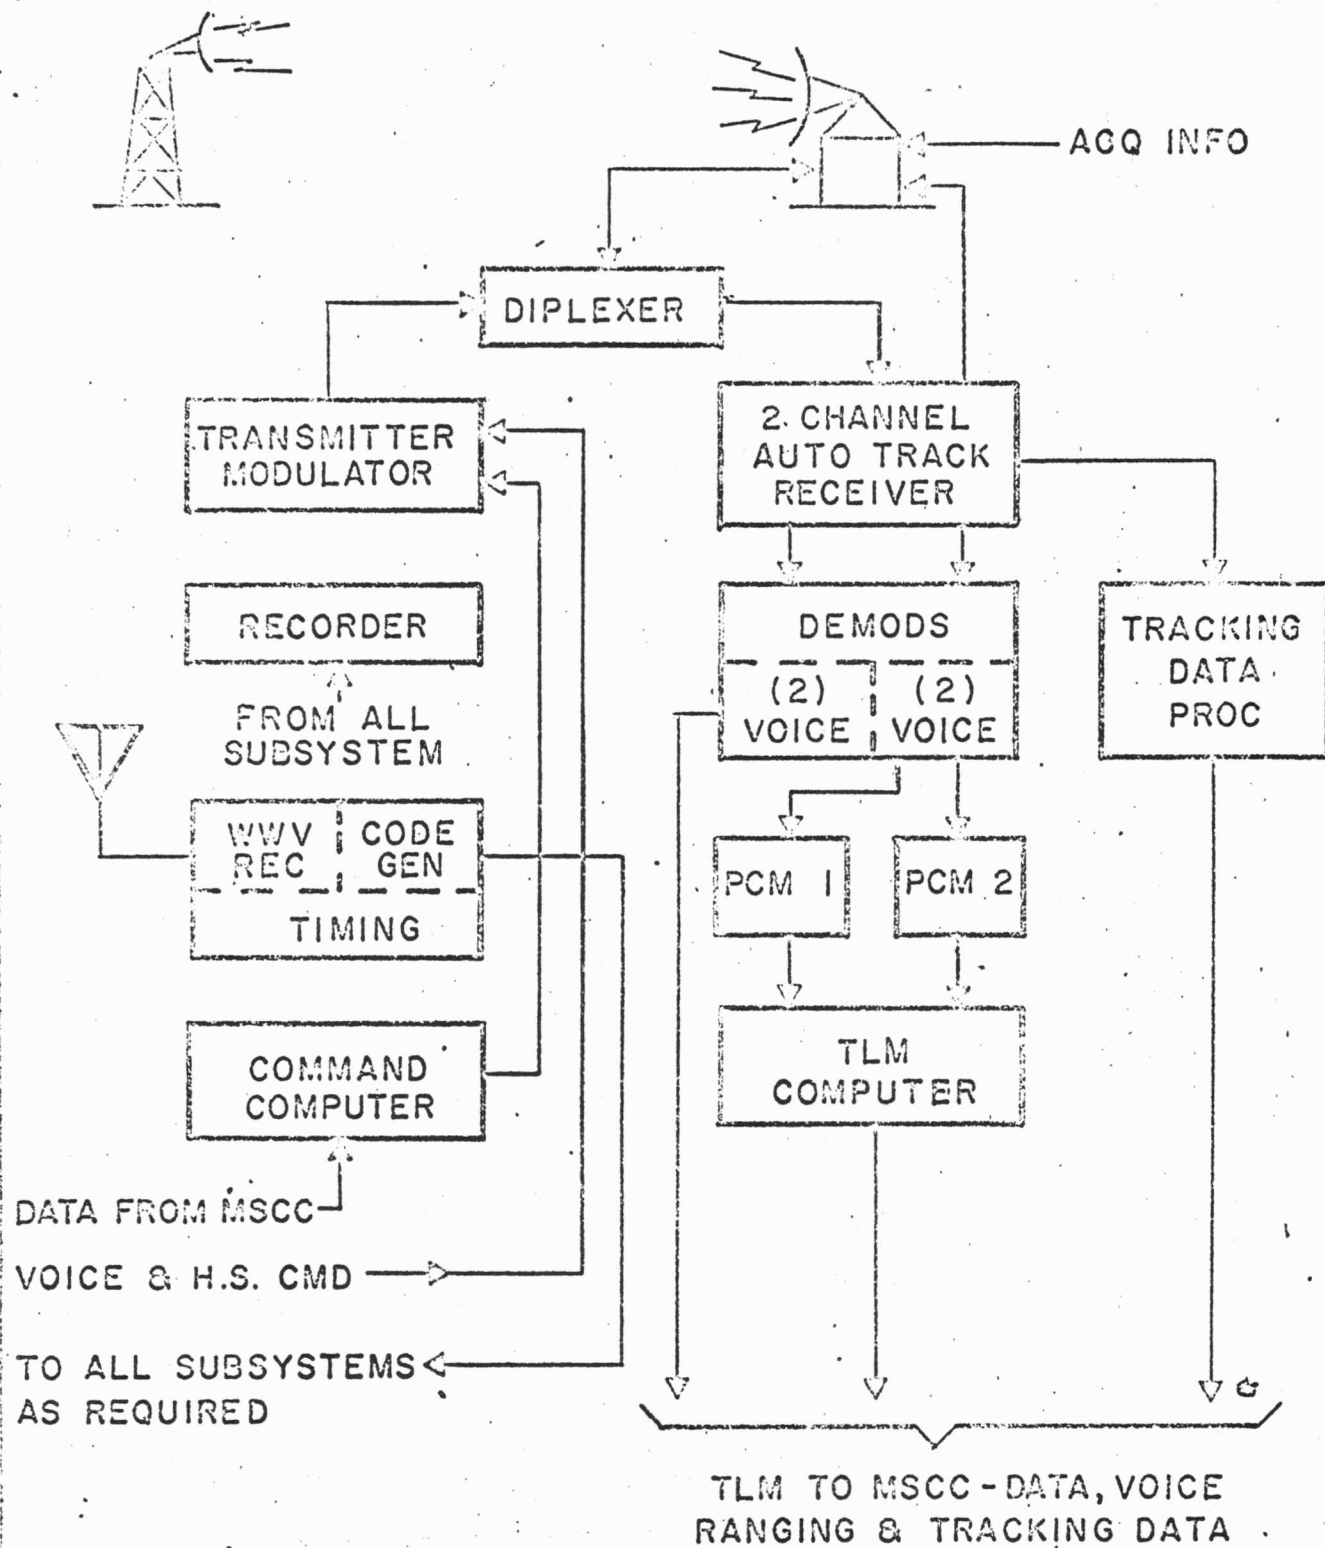 ACQ INFO
DIPLEXER
TRANSMITTER
MODULATOR
2. CHANNEL
AUTO TRACK
RECEIVER
RECORDER
FROM ALL
SUBSYSTEM
DEMODS
(2)
VOICE
(2)
VOICE
TRACKING
DATA
PROC
WWV
REC
CODE
GEN
TIMING
PCM 1
PCM 2
COMMAND
COMPUTER
TLM
COMPUTER
DATA FROM MSCC
VOICE & H.S. CMD
TO ALL SUBSYSTEMS
AS REQUIRED
TLM TO MSCC - DATA, VOICE
RANGING & TRACKING DATA